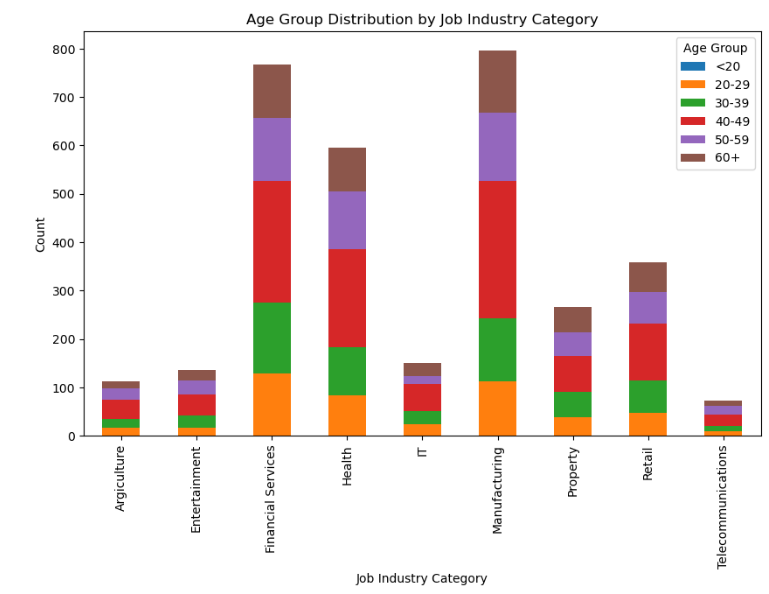 Age Group Distribution by Job Industry Category
Age Group
<20
20-29
30-39
40-49
50-59
60+
800
700
600
500
400
300
200
100
0
Count
Argiculture
Entertainment
Financial Services
Health
IT
Manufacturing
Property
Retail
Telecommunications
Job Industry Category